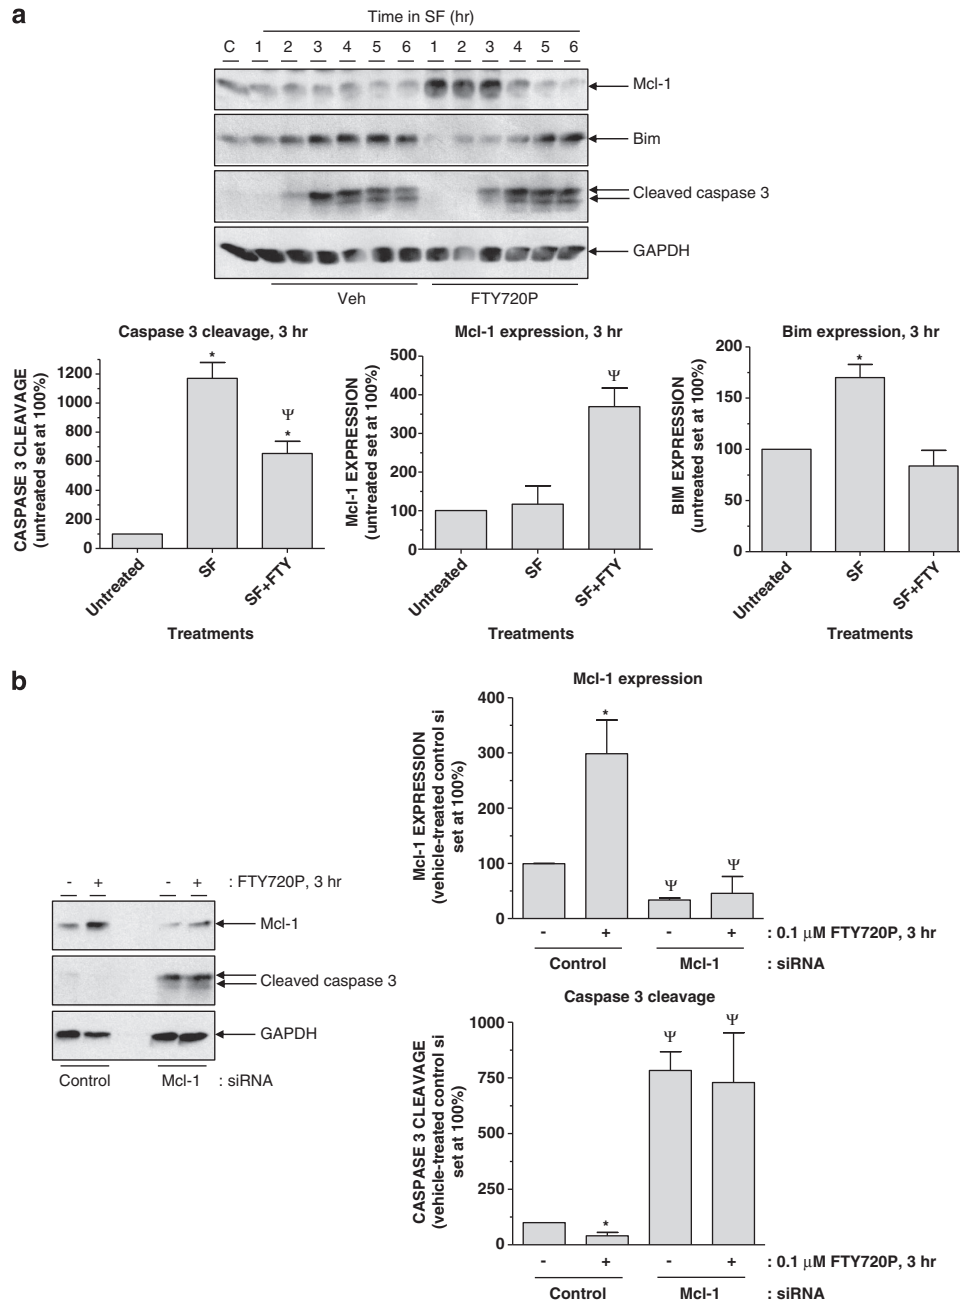 a
Time in SF (hr)
C 1 2 3 4 5 6 1 2 3 4 5 6
Mcl-1
Bim
Cleaved caspase 3
GAPDH
Veh FTY720P
Caspase 3 cleavage, 3 hr
CASPASE 3 CLEAVAGE
(untreated set at 100%)
1200
1000
800
600
400
200
0
*
Ψ
*
Untreated
SF
SF+FTY
Treatments
Mcl-1 expression, 3 hr
Mcl-1 EXPRESSION
(untreated set at 100%)
500
400
300
200
100
0
Ψ
Untreated
SF
SF+FTY
Treatments
Bim expression, 3 hr
BIM EXPRESSION
(untreated set at 100%)
200
150
100
50
0
*
Untreated
SF
SF+FTY
Treatments
b
- + - + : FTY720P, 3 hr
Mcl-1
Cleaved caspase 3
GAPDH
Control Mcl-1 : siRNA
Mcl-1 expression
Mcl-1 EXPRESSION
(vehicle-treated control si
set at 100%)
400
300
200
100
0
*
Ψ
Ψ
- + - + : 0.1 μM FTY720P, 3 hr
Control Mcl-1 : siRNA
Caspase 3 cleavage
CASPASE 3 CLEAVAGE
(vehicle-treated control si
set at 100%)
1000
750
500
250
0
*
Ψ
Ψ
- + - + : 0.1 μM FTY720P, 3 hr
Control Mcl-1 : siRNA